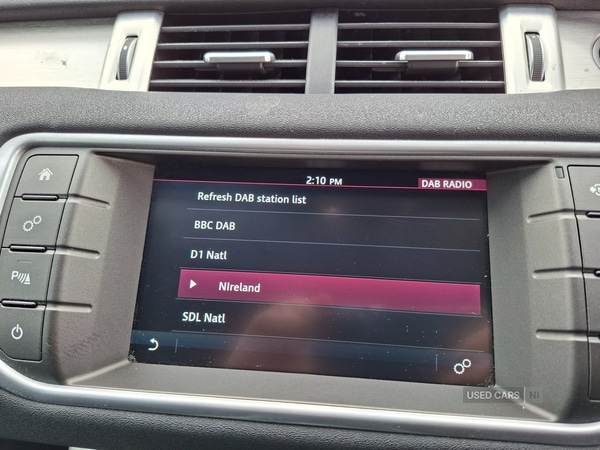 2:10 PM
DAB RADIO
Refresh DAB station list
BBC DAB
D1 Natl
NIreland
SDL Natl
P
USED CARS NI